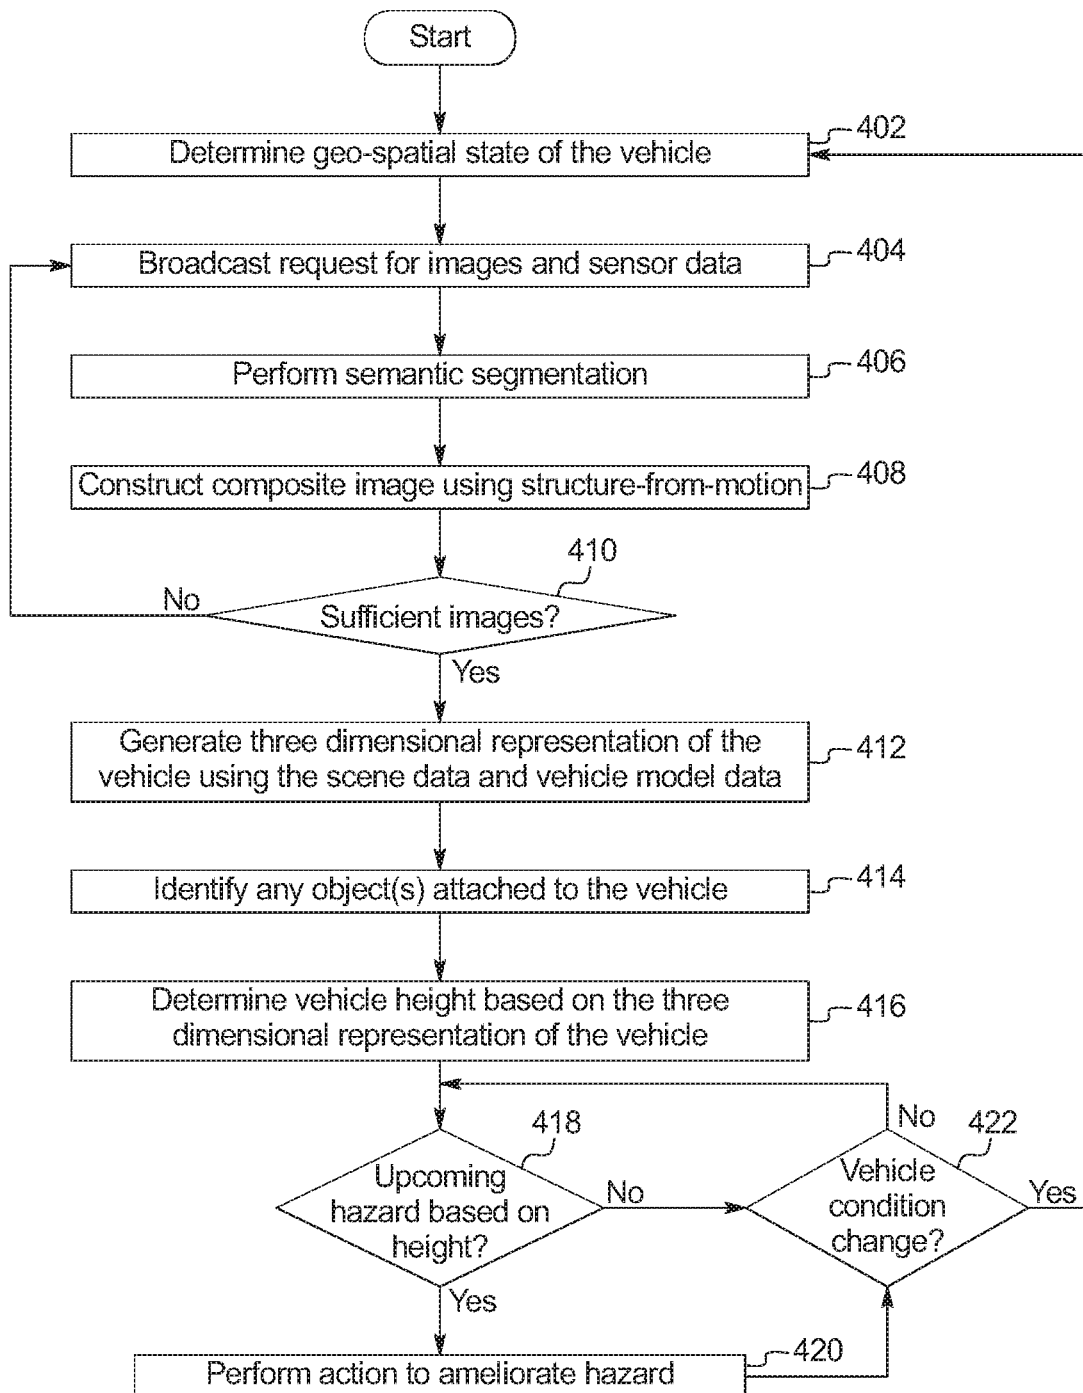 Start
402
Determine geo-spatial state of the vehicle
404
Broadcast request for images and sensor data
406
Perform semantic segmentation
408
Construct composite image using structure-from-motion
410
No
Sufficient images?
Yes
Generate three dimensional representation of the
vehicle using the scene data and vehicle model data
412
Identify any object(s) attached to the vehicle
414
Determine vehicle height based on the three
dimensional representation of the vehicle
416
418
Upcoming
hazard based on
height?
No
Yes
No
422
Vehicle
condition
change?
Yes
420
Perform action to ameliorate hazard